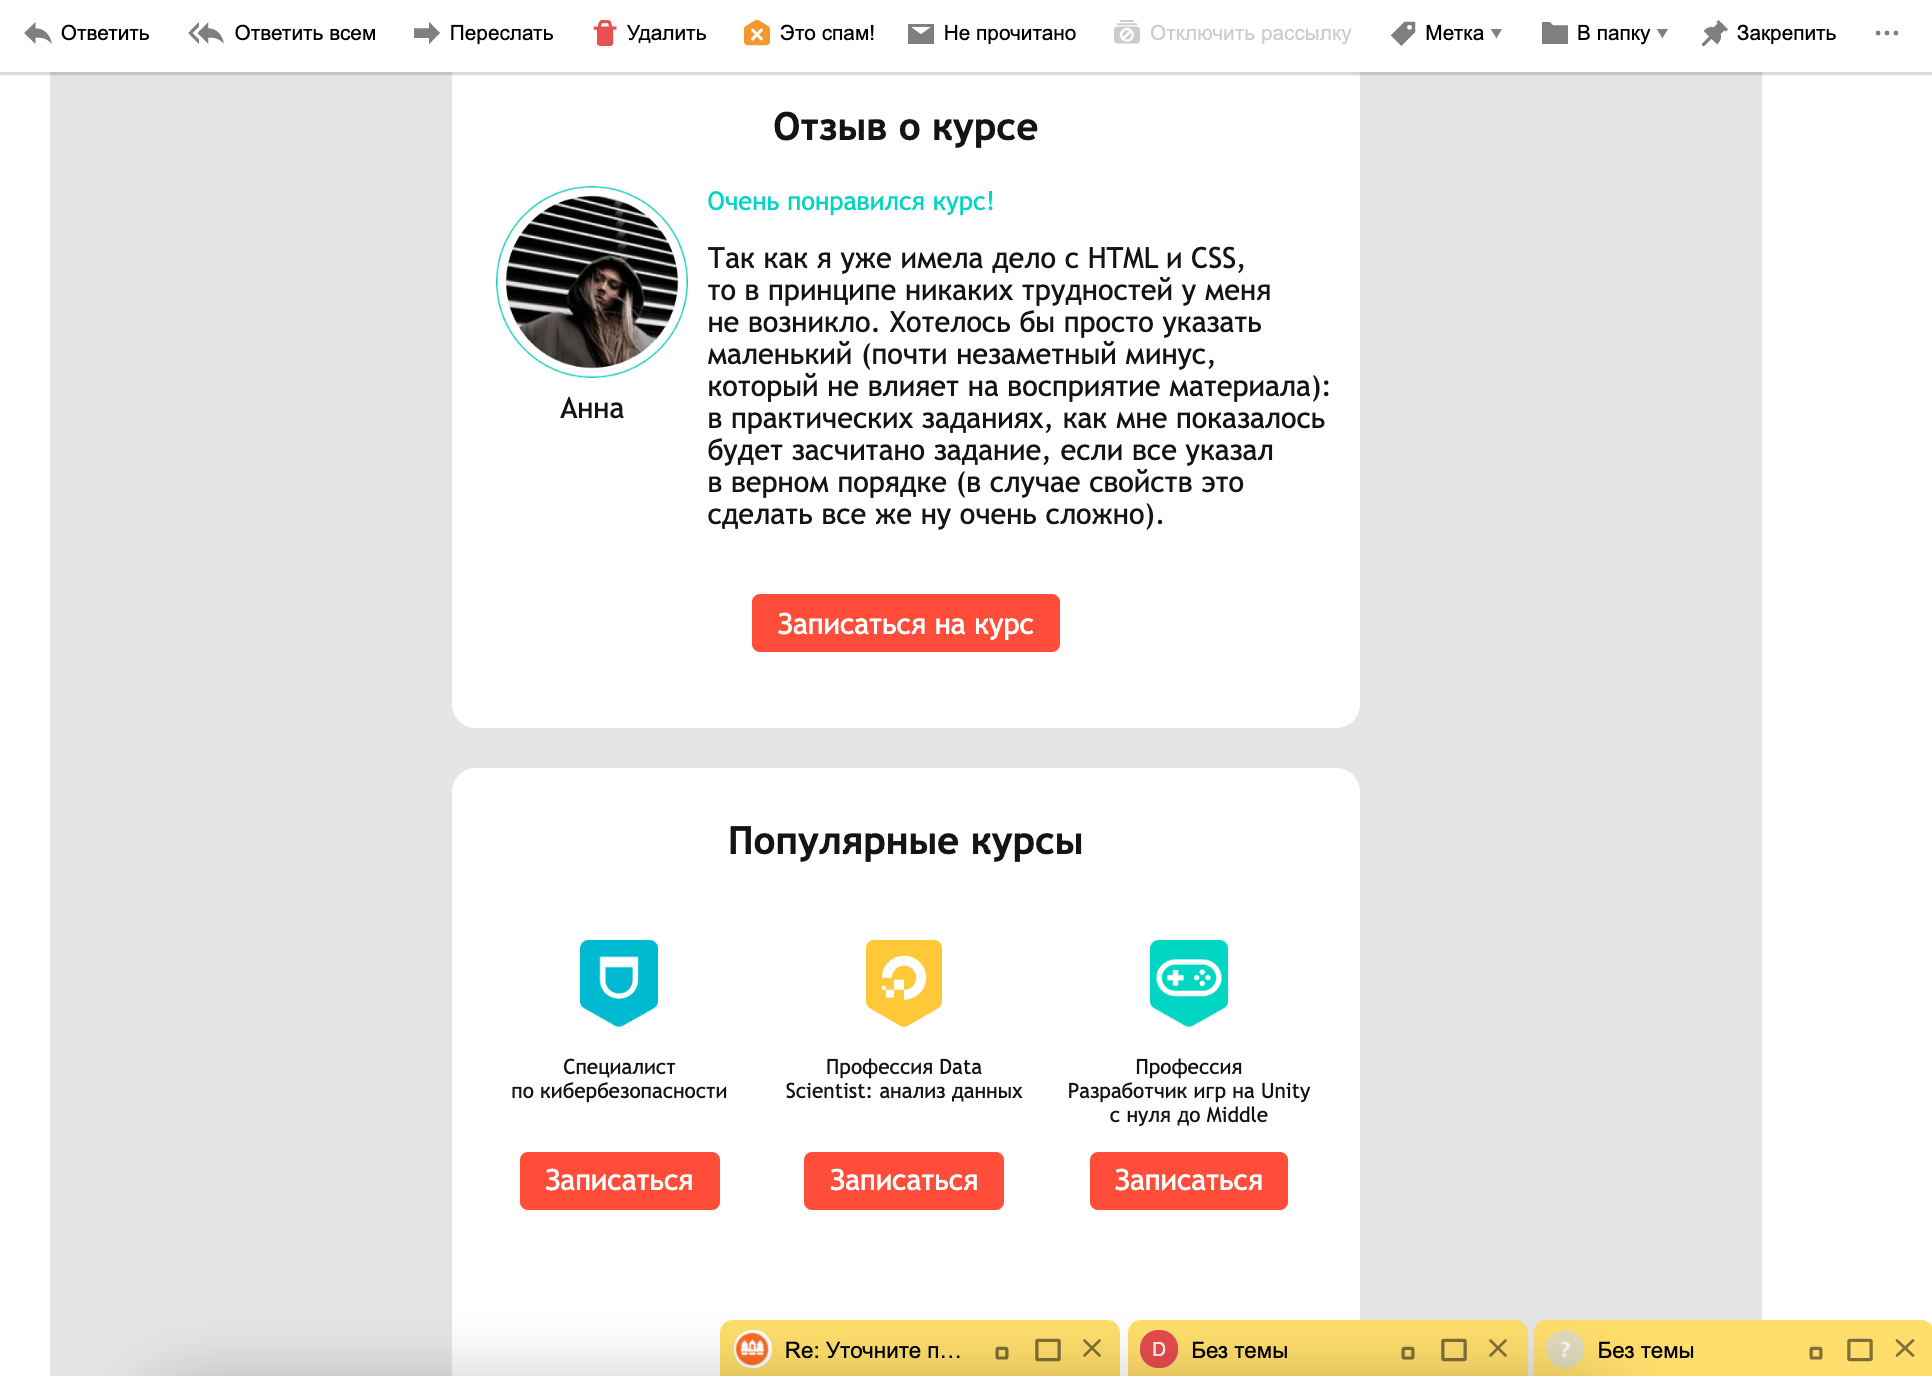 Ответить Ответить всем Переслать Удалить Это спам! Не прочитано Отключить рассылку Метка В папку Закрепить
Отзыв о курсе
Очень понравился курс!
Так как я уже имела дело с HTML и CSS,
то в принципе никаких трудностей у меня
не возникло. Хотелось бы просто указать
маленький (почти незаметный минус,
который не влияет на восприятие материала):
в практических заданиях, как мне показалось
будет засчитано задание, если все указал
в верном порядке (в случае свойств это
сделать все же ну очень сложно).
Анна
Записаться на курс
Популярные курсы
Специалист
по кибербезопасности
Профессия Data
Scientist: анализ данных
Профессия
Разработчик игр на Unity
с нуля до Middle
Записаться Записаться Записаться
Re: Уточните п... D Без темы ? Без темы